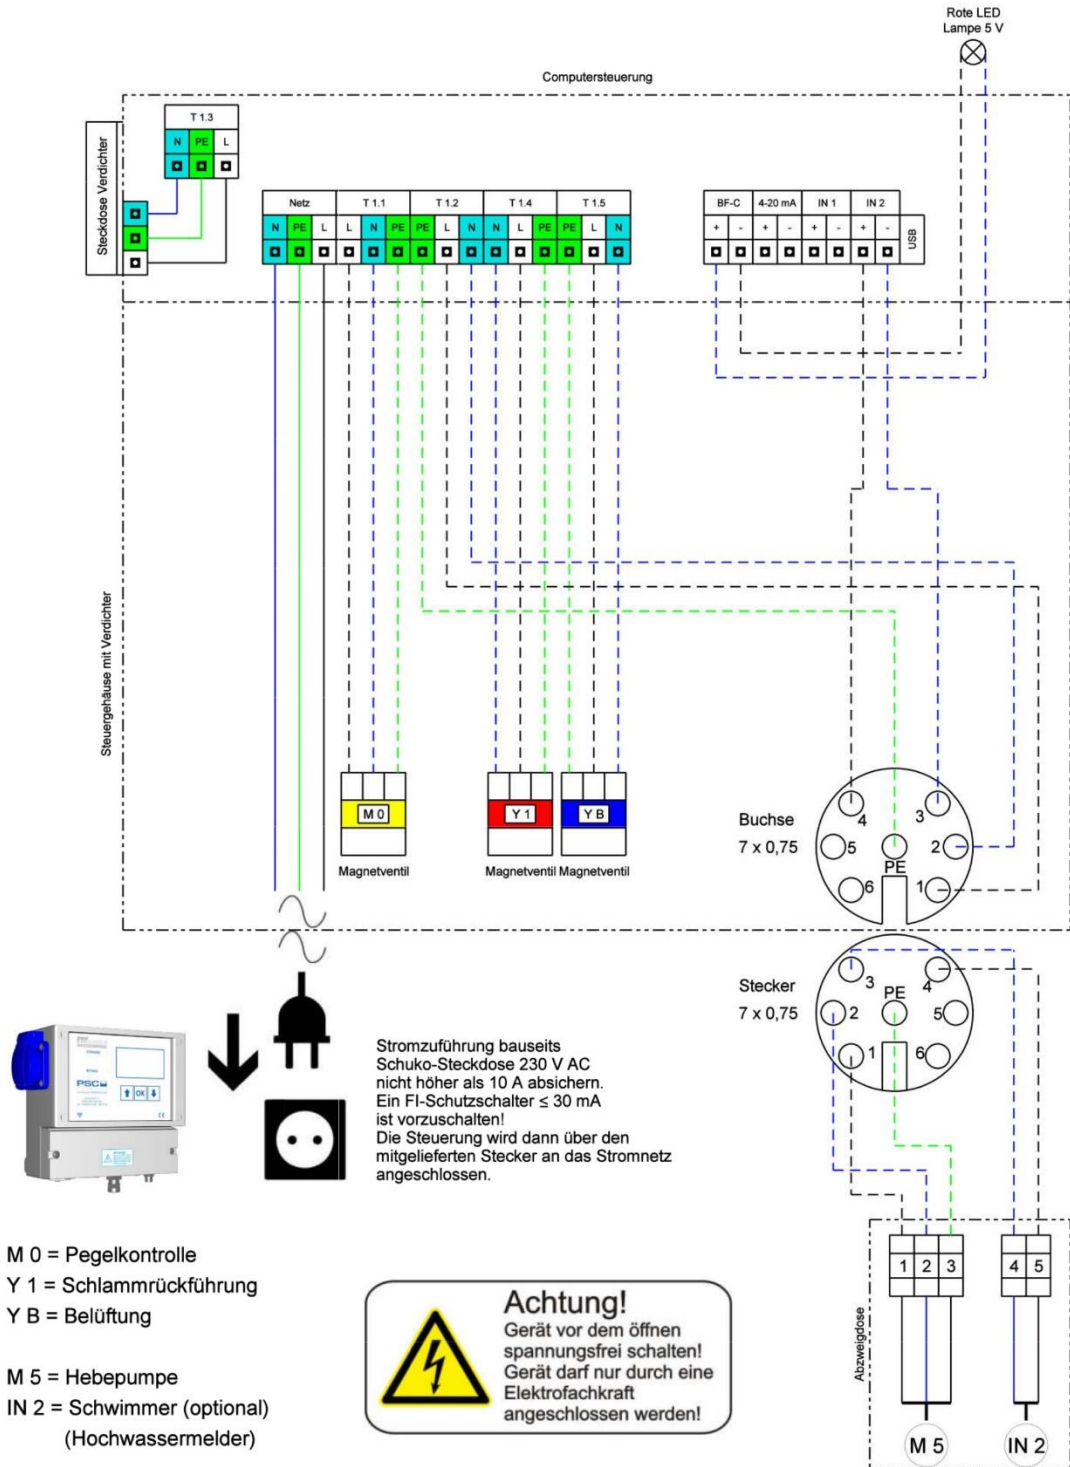 Rote LED
Lampe 5 V
Computersteuerung
T 1.3
N PE L
Steckdose Verdichter
Netz T 1.1 T 1.2 T 1.4 T 1.5
N PE L L N PE PE L N N L PE PE L N
BF-C 4-20 mA IN 1 IN 2
+ - + - + - + -
USB
Steuergehäuse mit Verdichter
M 0
Y 1
Y B
Magnetventil
Magnetventil
Magnetventil
Buchse
7 x 0,75
4
3
5
2
PE
6
1
Stecker
7 x 0,75
3
4
PE
2
5
1
6
PSC
OK
CE
Stromzuführung bauseits
Schuko-Steckdose 230 V AC
nicht höher als 10 A absichern.
Ein FI-Schutzschalter ≤ 30 mA
ist vorzuschalten!
Die Steuerung wird dann über den
mitgelieferten Stecker an das Stromnetz
angeschlossen.
M 0 = Pegelkontrolle
Y 1 = Schlammrückführung
Y B = Belüftung
M 5 = Hebepumpe
IN 2 = Schwimmer (optional)
(Hochwassermelder)
Achtung!
Gerät vor dem öffnen
spannungsfrei schalten!
Gerät darf nur durch eine
Elektrofachkraft
angeschlossen werden!
Abzweigdose
1 2 3
4 5
M 5
IN 2